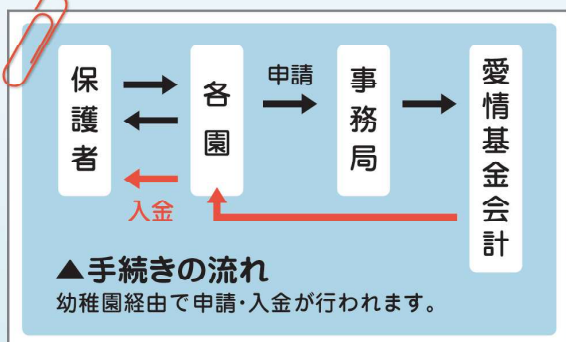 保護者
各園
申請
事務局
愛情基金会計
入金
▲手続きの流れ
幼稚園経由で申請・入金が行われます。